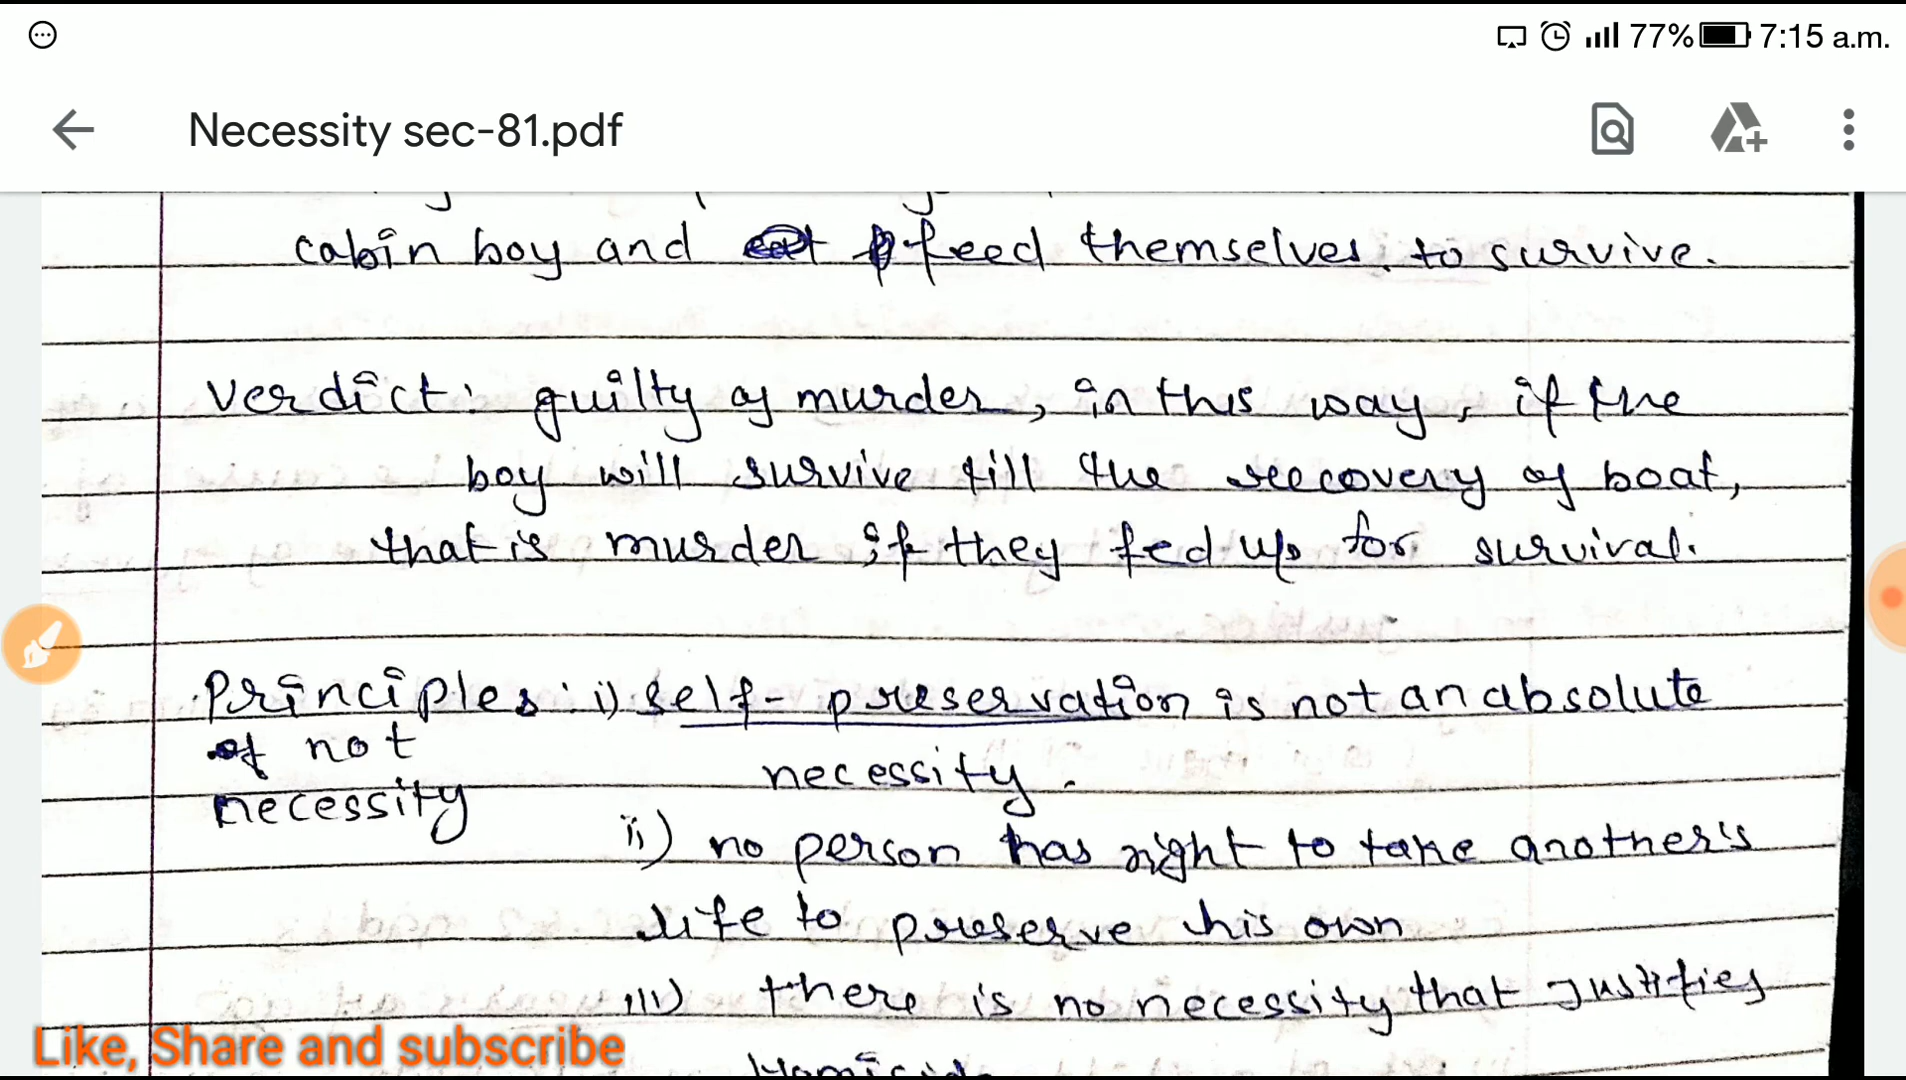 77% 7:15 a.m.
Necessity sec-81.pdf
cabin boy and feed themselves to survive.
verdict: guilty of murder, in this way, if the
boy will survive till the recovery of boat,
that is murder if they fed up for survival.
Principles: i) self-preservation is not an absolute
of not
necessity.
necessity
ii) no person has right to take another's
life to preserve his own
iii) there is no necessity that Justifies
Homicide
Like, Share and subscribe